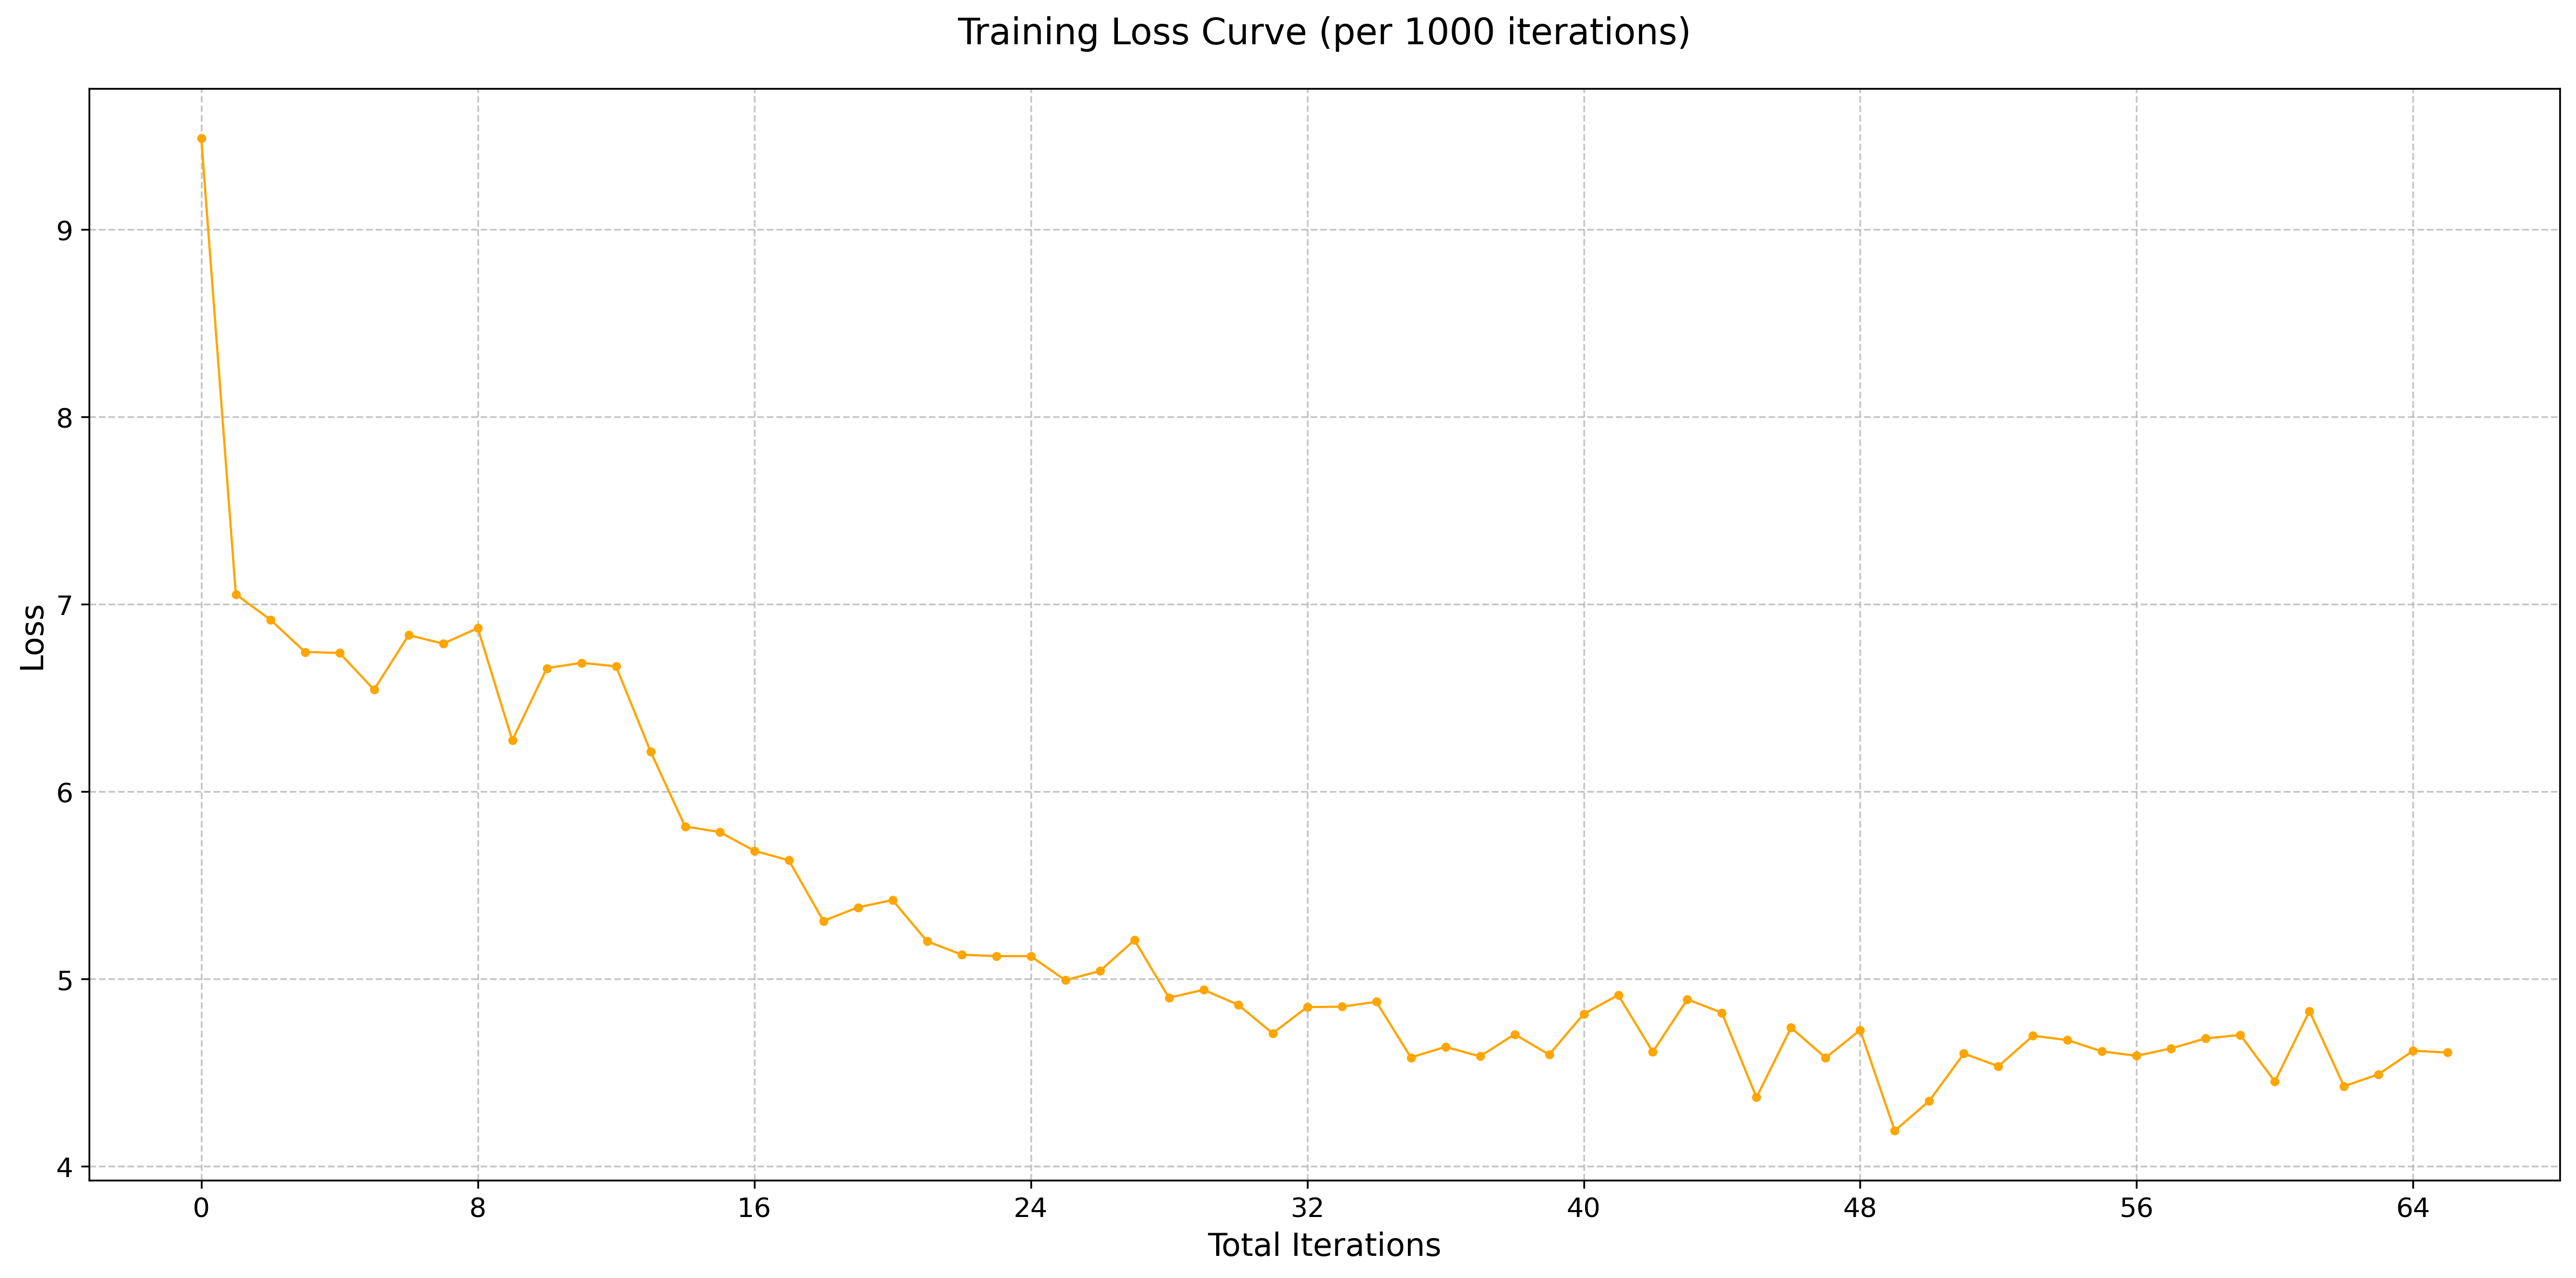 Training Loss Curve (per 1000 iterations)
Loss
9
8
7
6
5
4
0 8 16 24 32 40 48 56 64
Total Iterations